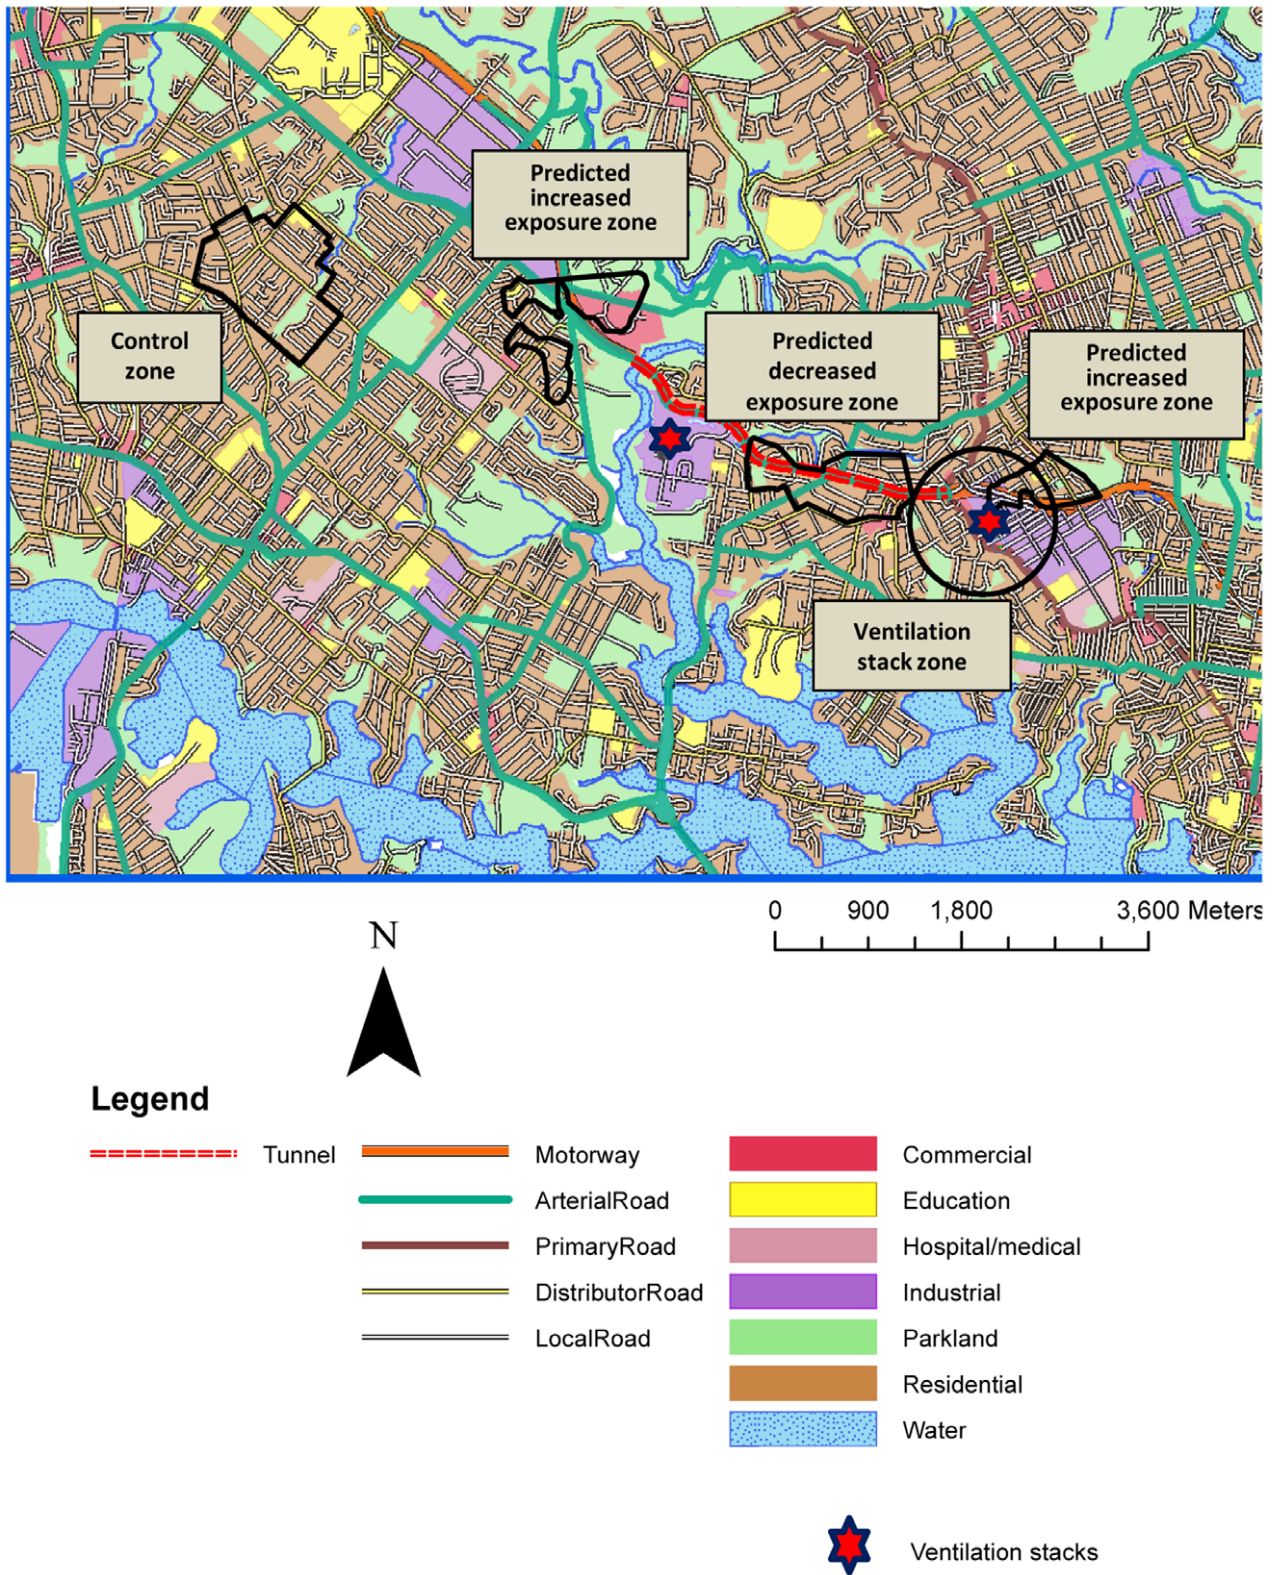 Predicted
increased
exposure zone
Control
zone
Predicted
decreased
exposure zone
Predicted
increased
exposure zone
Ventilation
stack zone
0 900 1,800 3,600 Meters
N
Legend
Tunnel
Motorway
ArterialRoad
PrimaryRoad
DistributorRoad
LocalRoad
Commercial
Education
Hospital/medical
Industrial
Parkland
Residential
Water
Ventilation stacks